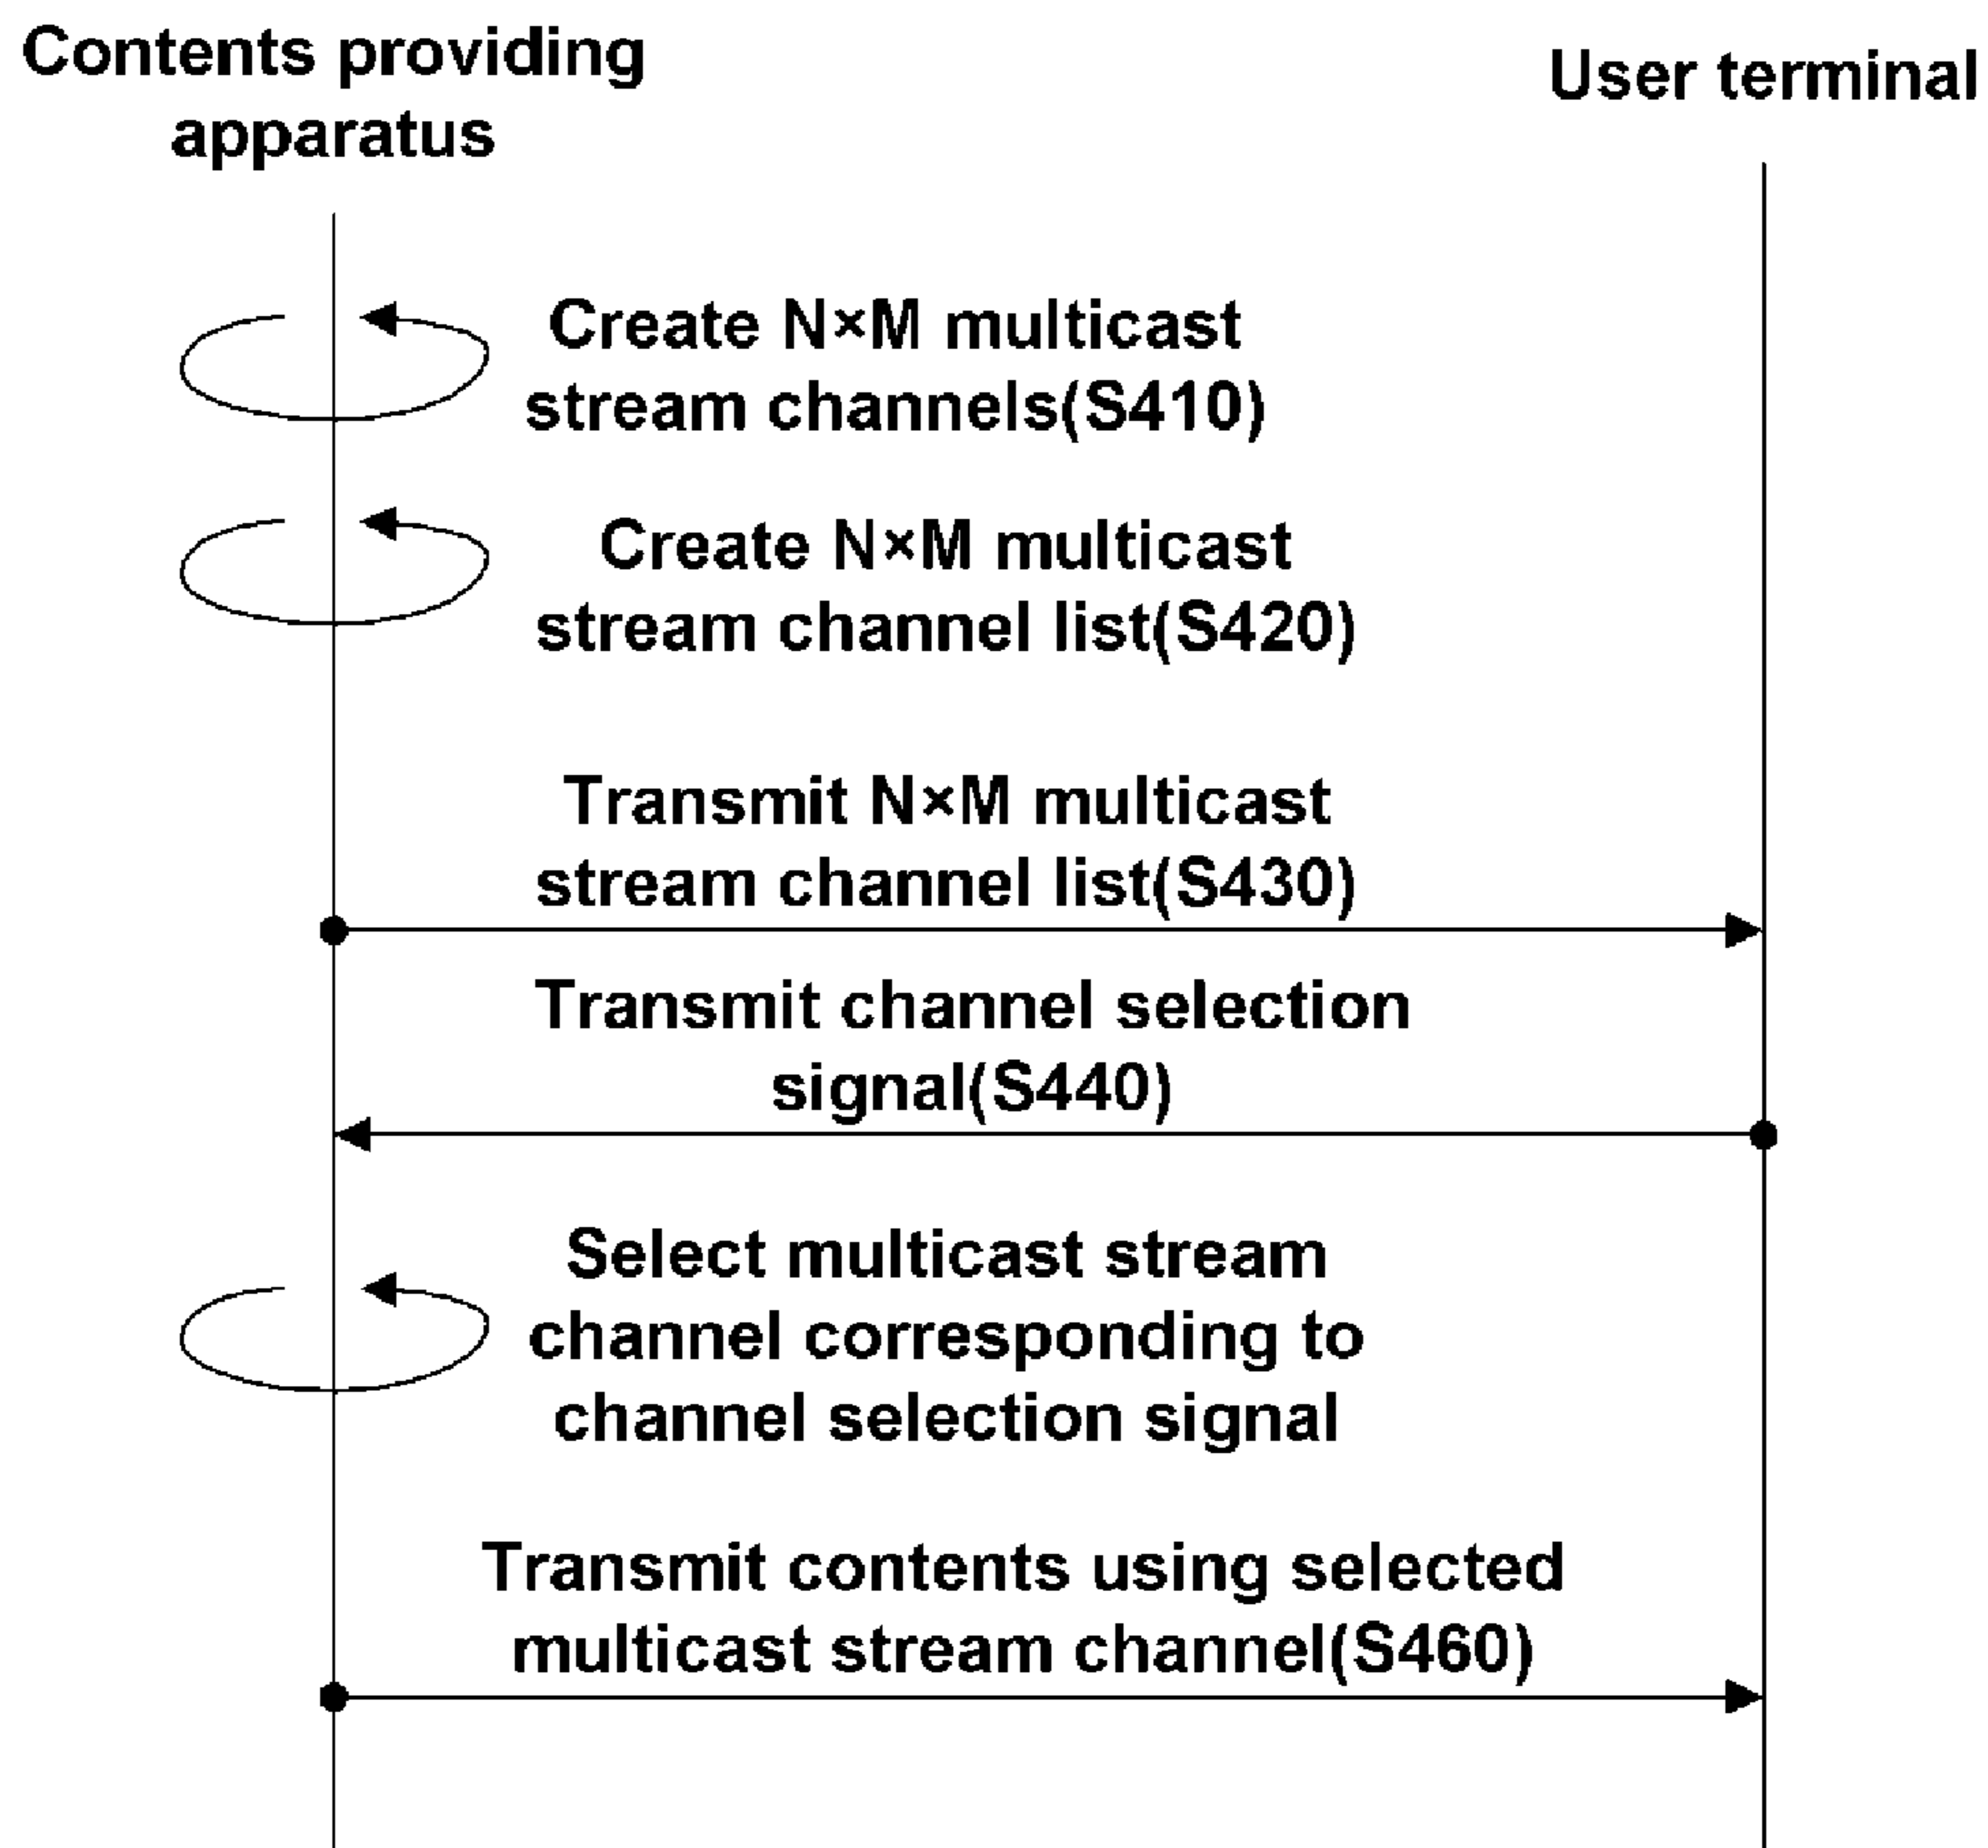 Contents providing
apparatus
User terminal
Create N×M multicast
stream channels(S410)
Create N×M multicast
stream channel list(S420)
Transmit N×M multicast
stream channel list(S430)
Transmit channel selection
signal(S440)
Select multicast stream
channel corresponding to
channel selection signal
Transmit contents using selected
multicast stream channel(S460)